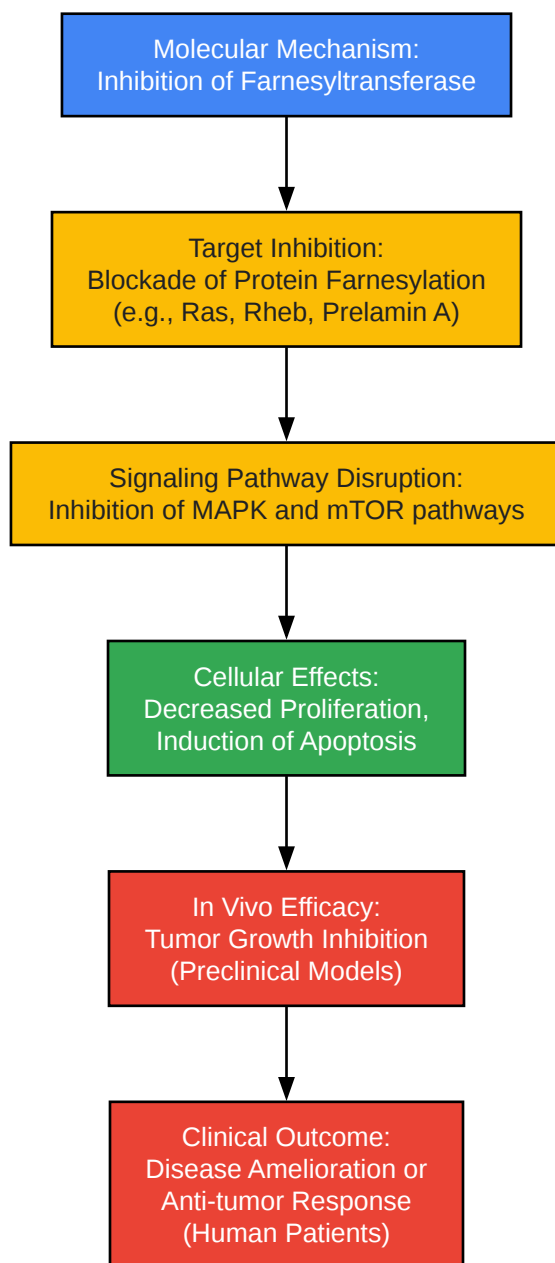 Molecular Mechanism:
Inhibition of Farnesyltransferase
Target Inhibition:
Blockade of Protein Farnesylation
(e.g., Ras, Rheb, Prelamin A)
Signaling Pathway Disruption:
Inhibition of MAPK and mTOR pathways
Cellular Effects:
Decreased Proliferation,
Induction of Apoptosis
In Vivo Efficacy:
Tumor Growth Inhibition
(Preclinical Models)
Clinical Outcome:
Disease Amelioration or
Anti-tumor Response
(Human Patients)